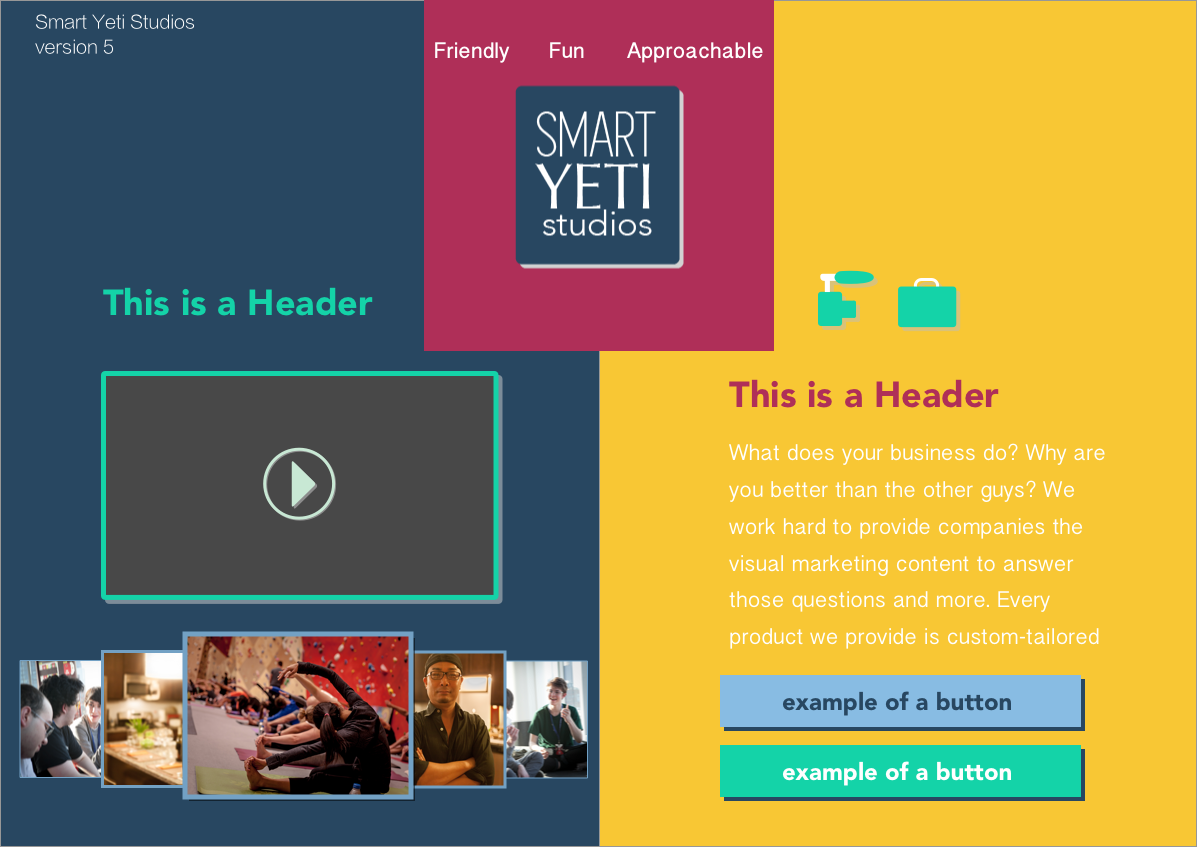 Smart Yeti Studios
version 5
Friendly Fun Approachable
SMART
YETI
studios
This is a Header
This is a Header
What does your business do? Why are
you better than the other guys? We
work hard to provide companies the
visual marketing content to answer
those questions and more. Every
product we provide is custom-tailored
example of a button
example of a button